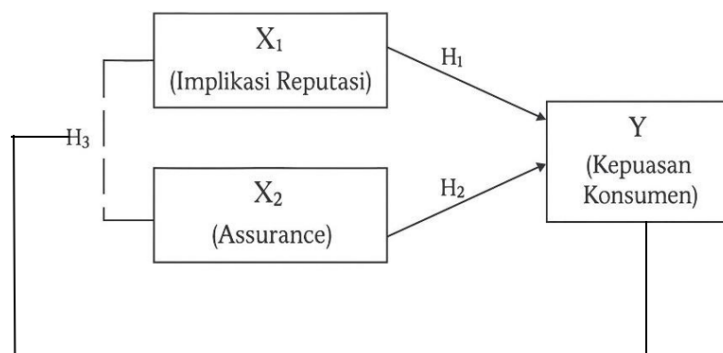 X₁
(Implikasi Reputasi)
H₁
H₃
Y
(Kepuasan
Konsumen)
X₂
(Assurance)
H₂